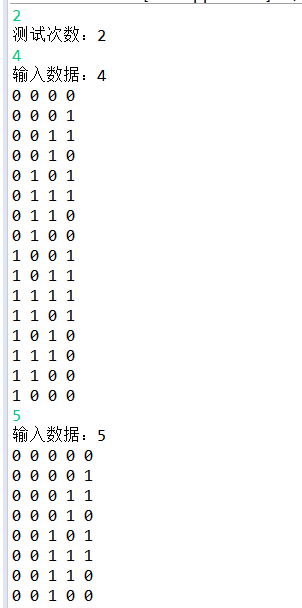 2
测试次数：2
4
输入数据：4
0 0 0 0
0 0 0 1
0 0 1 1
0 0 1 0
0 1 0 1
0 1 1 1
0 1 1 0
0 1 0 0
1 0 0 1
1 0 1 1
1 1 1 1
1 1 0 1
1 0 1 0
1 1 1 0
1 1 0 0
1 0 0 0
5
输入数据：5
0 0 0 0 0
0 0 0 0 1
0 0 0 1 1
0 0 0 1 0
0 0 1 0 1
0 0 1 1 1
0 0 1 1 0
0 0 1 0 0